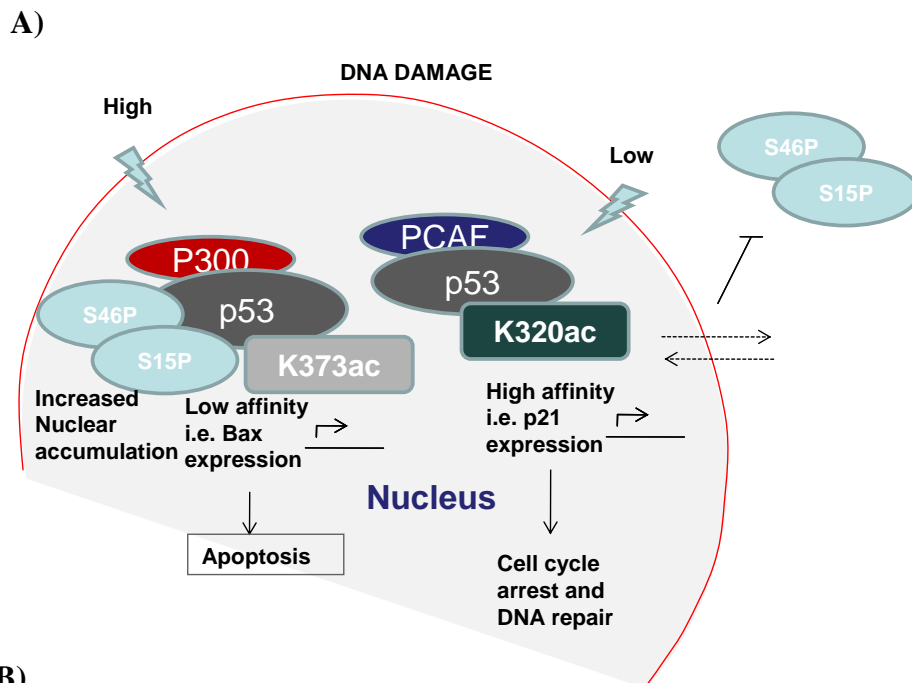 A)
DNA DAMAGE
High
Low
S46P
S15P
P300
p53
S46P
S15P
K373ac
PCAF
p53
K320ac
Increased
Nuclear
accumulation
Low affinity
i.e. Bax
expression
High affinity
i.e. p21
expression
Nucleus
Apoptosis
Cell cycle
arrest and
DNA repair
B)